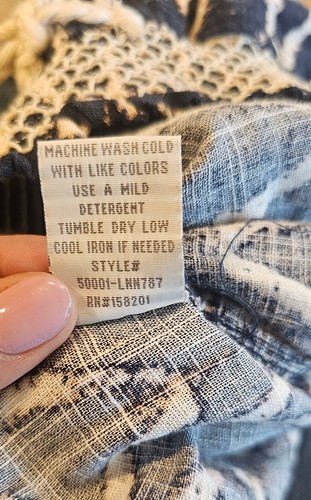 MACHINE WASH COLD
WITH LIKE COLORS
USE A MILD
DETERGENT
TUMBLE DRY LOW
COOL IRON IF NEEDED
STYLE#
50001-LNN787
RN#158201